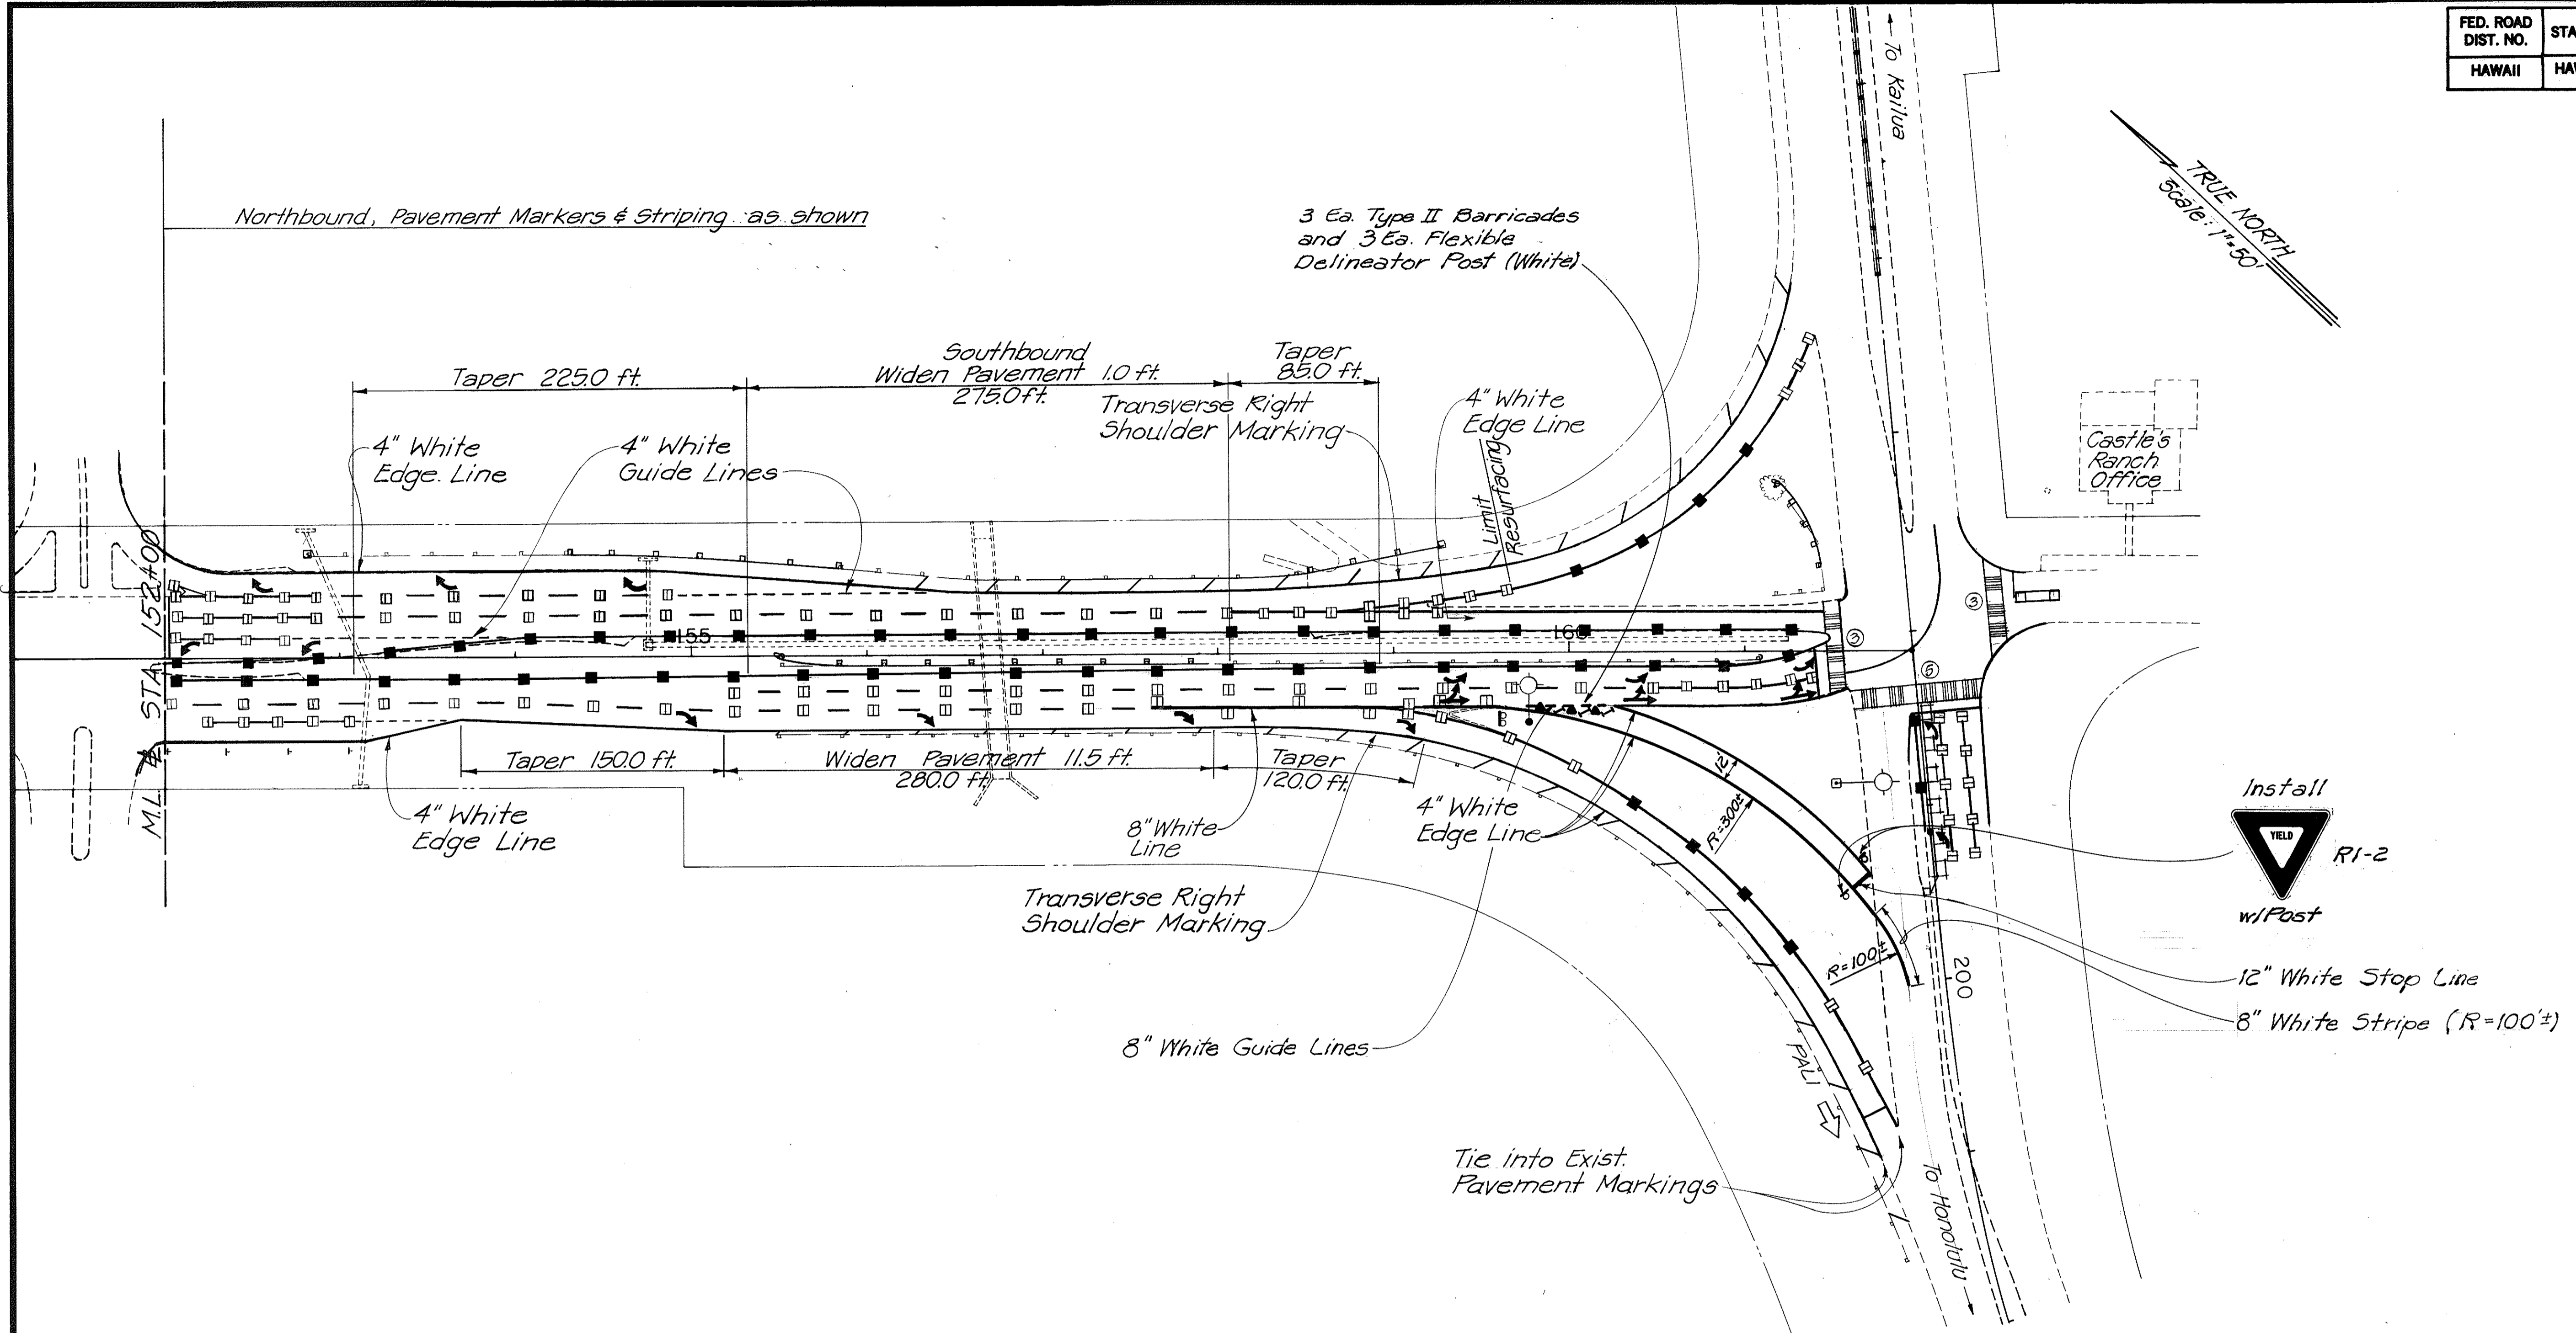 FED. ROAD
DIST. NO.
HAWAII
To Kailua
TRUE NORTH
Scale: 1"=50'
Northbound, Pavement Markers & Striping as shown
3 Ea. Type II Barricades
and 3 Ea. Flexible
Delineator Post (White)
Taper 225.0 ft.
Southbound
Widen Pavement 1.0 ft.
275.0 ft.
Taper
85.0 ft.
Transverse Right
Shoulder Marking
4" White
Edge Line
4" White
Edge Line
4" White
Guide Lines
Limit
Resurfacing
Castle's
Ranch
Office
M.L. STA 152+00
155
160
3
3
5
Taper 150.0 ft.
Widen Pavement 11.5 ft.
280.0 ft.
Taper
120.0 ft.
4" White
Edge Line
8" White
Line
4" White
Edge Line
12'
R=300±
Install
YIELD
R1-2
w/Post
Transverse Right
Shoulder Marking
R=100'±
200
12" White Stop Line
8" White Stripe (R=100'±)
8" White Guide Lines
PALI
Tie into Exist.
Pavement Markings
To Honolulu